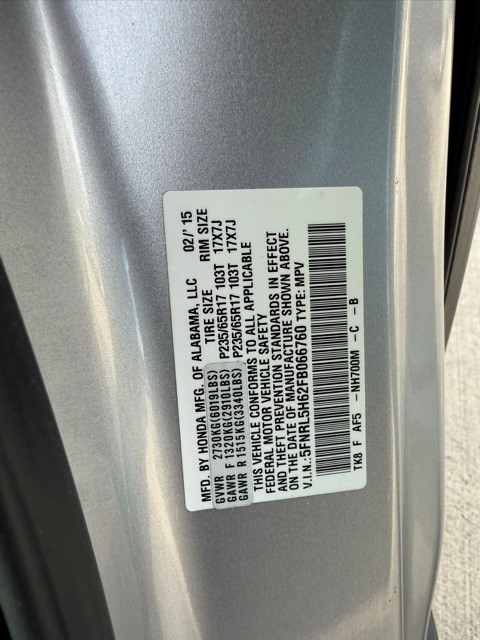 MFD. BY HONDA MFG. OF ALABAMA, LLC 02/'15
TIRE SIZE RIM SIZE
GVWR 2730KG(6019LBS)
GAWR F 1320KG(2910LBS) P235/65R17 103T 17X7J
GAWR R 1515KG(3340LBS) P235/65R17 103T 17X7J
THIS VEHICLE CONFORMS TO ALL APPLICABLE
FEDERAL MOTOR VEHICLE SAFETY
AND THEFT PREVENTION STANDARDS IN EFFECT
ON THE DATE OF MANUFACTURE SHOWN ABOVE.
V.I.N.:5FNRL5H62FB066760 TYPE: MPV
TK8 F AF5 -NH700M -C -B